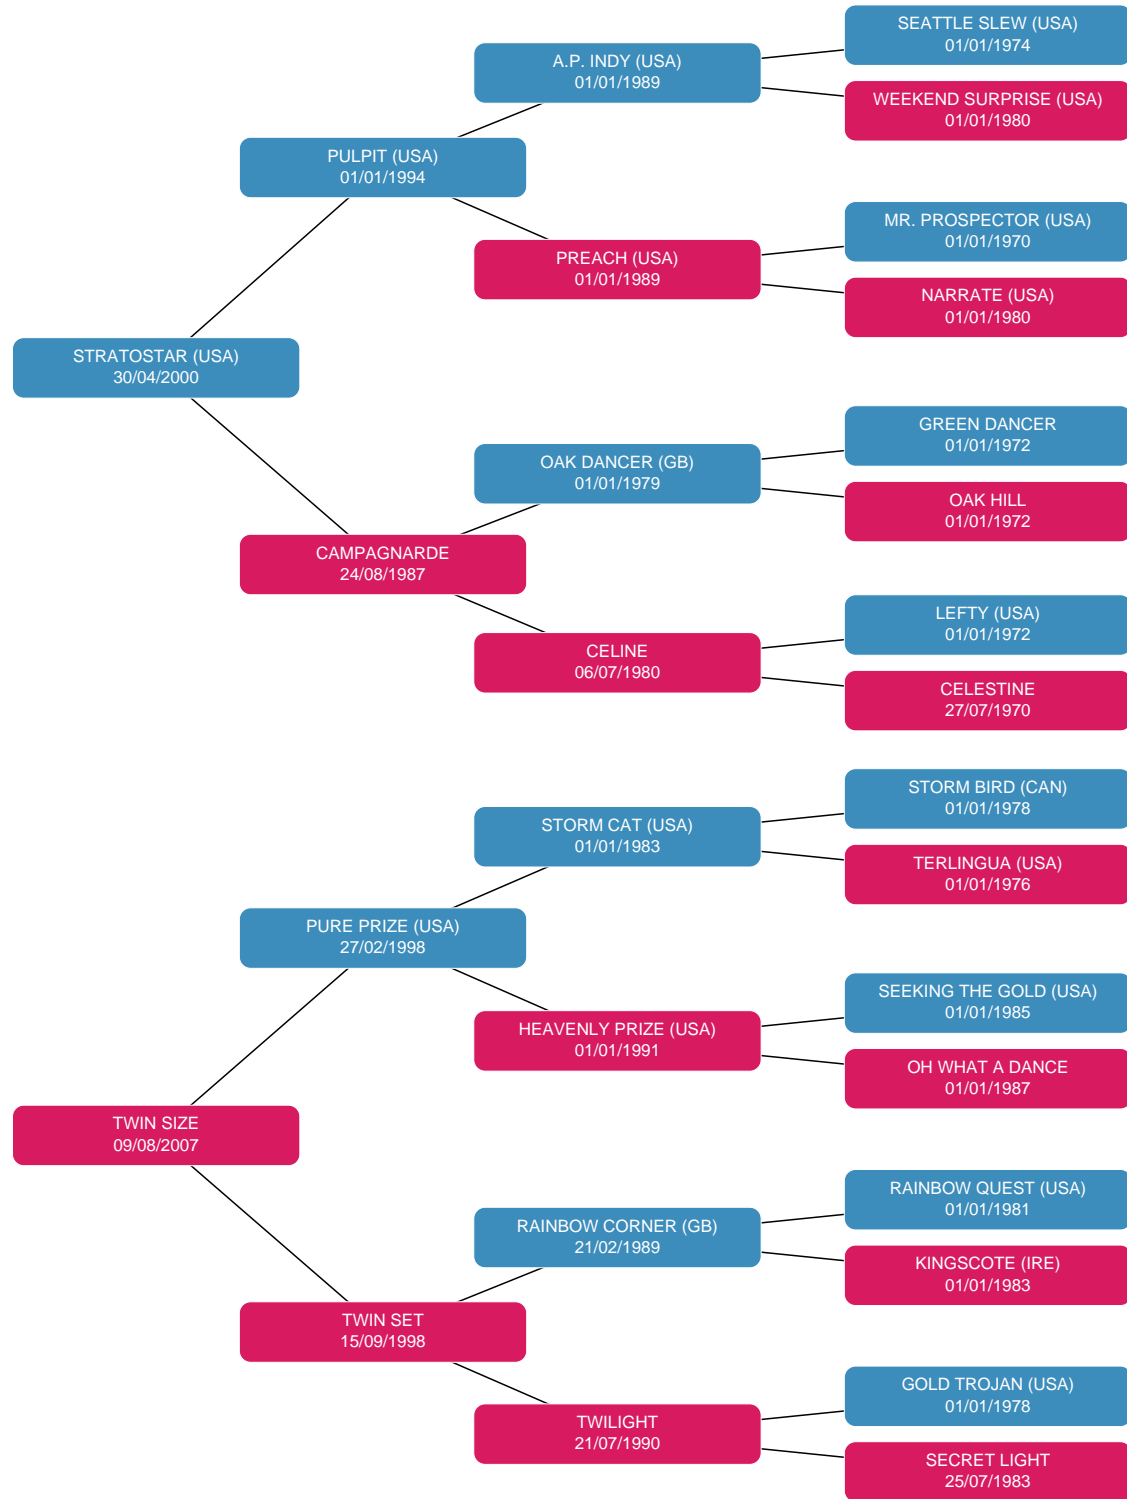 SEATTLE SLEW (USA)
01/01/1974
A.P. INDY (USA)
01/01/1989
WEEKEND SURPRISE (USA)
01/01/1980
PULPIT (USA)
01/01/1994
MR. PROSPECTOR (USA)
01/01/1970
PREACH (USA)
01/01/1989
NARRATE (USA)
01/01/1980
STRATOSTAR (USA)
30/04/2000
GREEN DANCER
01/01/1972
OAK DANCER (GB)
01/01/1979
OAK HILL
01/01/1972
CAMPAGNARDE
24/08/1987
LEFTY (USA)
01/01/1972
CELINE
06/07/1980
CELESTINE
27/07/1970
STORM BIRD (CAN)
01/01/1978
STORM CAT (USA)
01/01/1983
TERLINGUA (USA)
01/01/1976
PURE PRIZE (USA)
27/02/1998
SEEKING THE GOLD (USA)
01/01/1985
HEAVENLY PRIZE (USA)
01/01/1991
OH WHAT A DANCE
01/01/1987
TWIN SIZE
09/08/2007
RAINBOW QUEST (USA)
01/01/1981
RAINBOW CORNER (GB)
21/02/1989
KINGSCOTE (IRE)
01/01/1983
TWIN SET
15/09/1998
GOLD TROJAN (USA)
01/01/1978
TWILIGHT
21/07/1990
SECRET LIGHT
25/07/1983